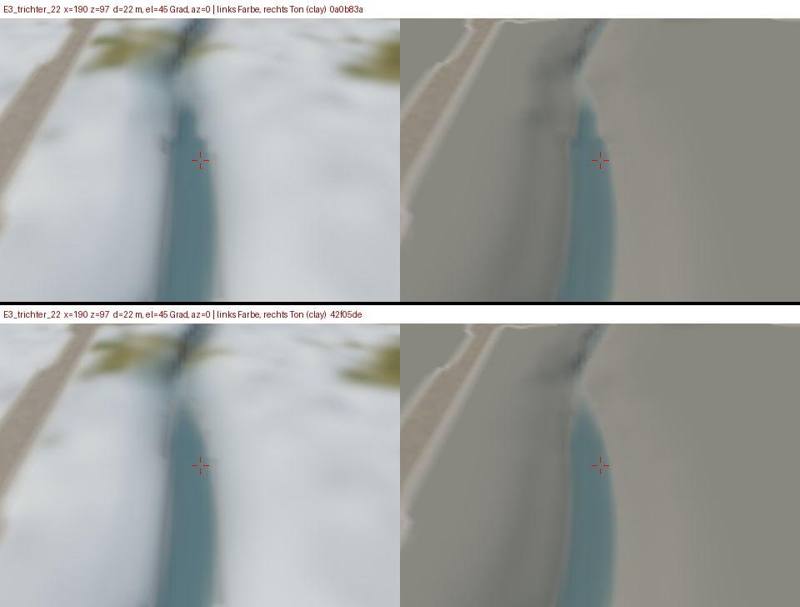 E3_trichter_22 x=190 z=97 d=22 m, el=45 Grad, az=0 | links Farbe, rechts Ton (clay) 0a0b83a
E3_trichter_22 x=190 z=97 d=22 m, el=45 Grad, az=0 | links Farbe, rechts Ton (clay) 42f05de